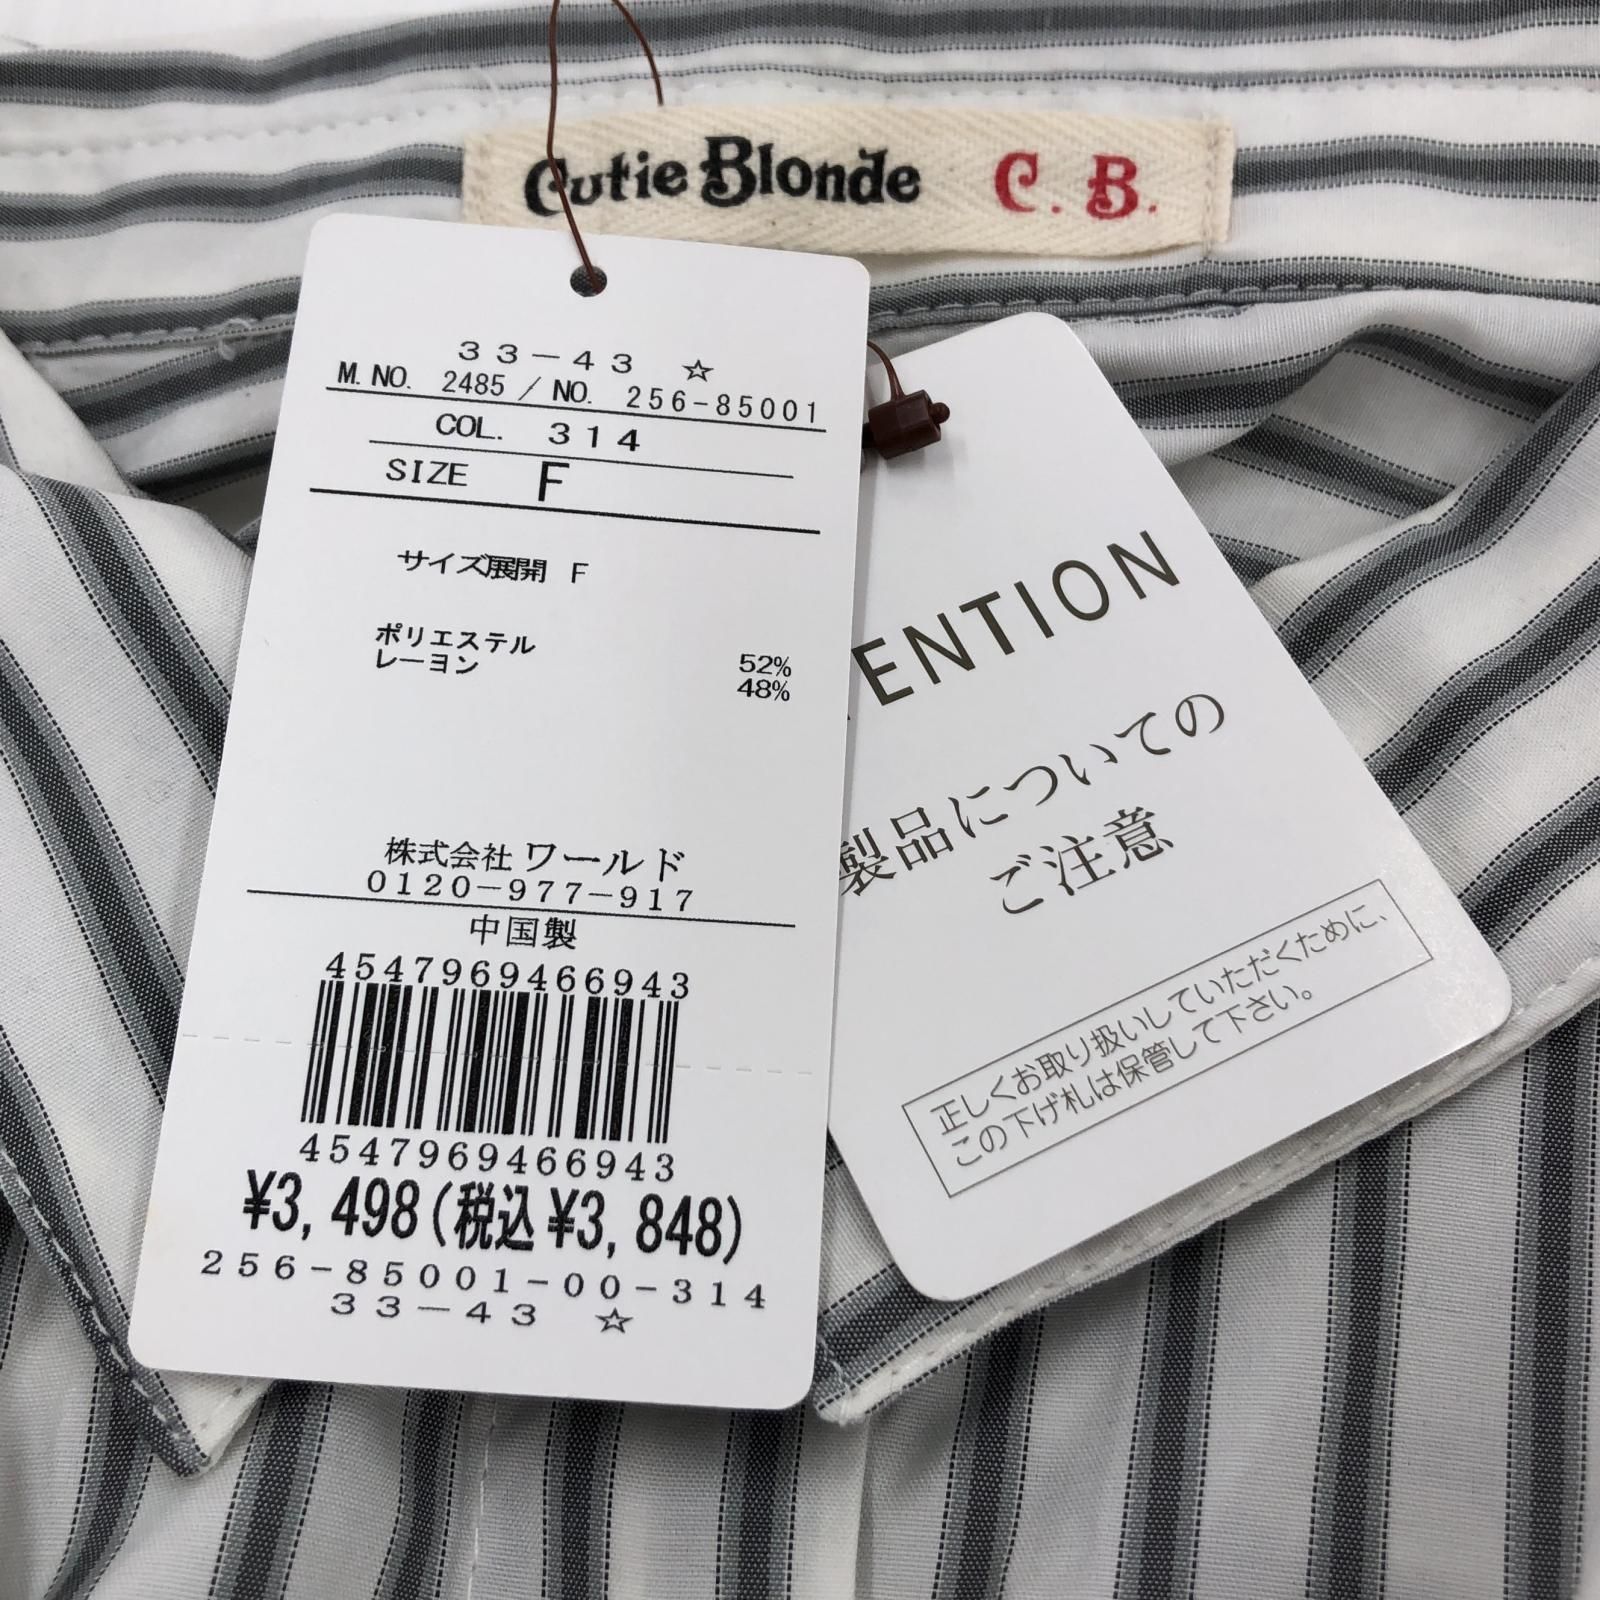 Cutie Blonde C. B.
33-43 ☆
M. NO. 2485 / NO. 256-85001
COL. 314
SIZE F
サイズ展開 F
ポリエステル 52%
レーヨン 48%
株式会社 ワールド
0120-977-917
中国製
4547969466943
4547969466943
¥3,498(税込¥3,848)
256-85001-00-314
33-43 ☆
ENTION
製品についての
ご注意
正しくお取り扱いしていただくために、
この下げ札は保管して下さい。